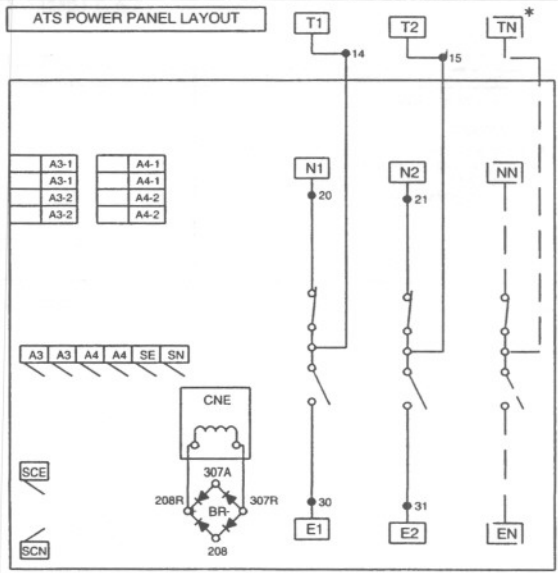 ATS POWER PANEL LAYOUT
T1
T2
TN *
14
15
A3-1
A3-1
A3-2
A3-2
A4-1
A4-1
A4-2
A4-2
N1
N2
NN
20
21
A3 A3 A4 A4 SE SN
CNE
SCE
307A
208R
BR-
307R
208
SCN
30
31
E1
E2
EN